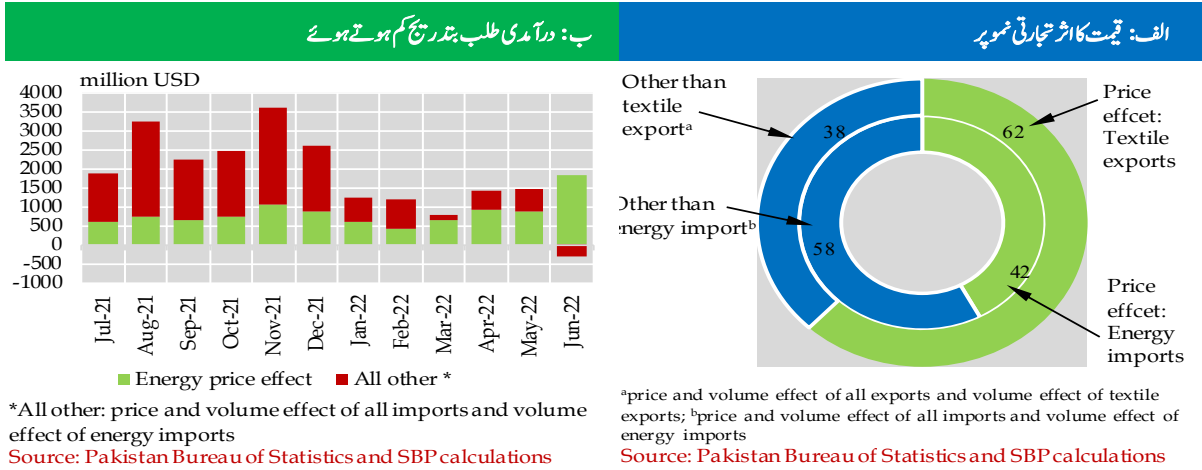 الف: قیمت کا اثر تجارتی نمو پر
Other than
textile
exportᵃ
38
62
Price
effcet:
Textile
exports
Other than
energy importᵇ
58
42
Price
effcet:
Energy
imports
ᵃprice and volume effect of all exports and volume effect of textile
exports; ᵇprice and volume effect of all imports and volume effect of
energy imports
Source: Pakistan Bureau of Statistics and SBP calculations
ب: درآمدی طلب بتدریج کم ہوتے ہوئے
million USD
4000
3500
3000
2500
2000
1500
1000
500
0
-500
-1000
Jul-21
Aug-21
Sep-21
Oct-21
Nov-21
Dec-21
Jan-22
Feb-22
Mar-22
Apr-22
May-22
Jun-22
Energy price effect
All other *
*All other: price and volume effect of all imports and volume
effect of energy imports
Source: Pakistan Bureau of Statistics and SBP calculations